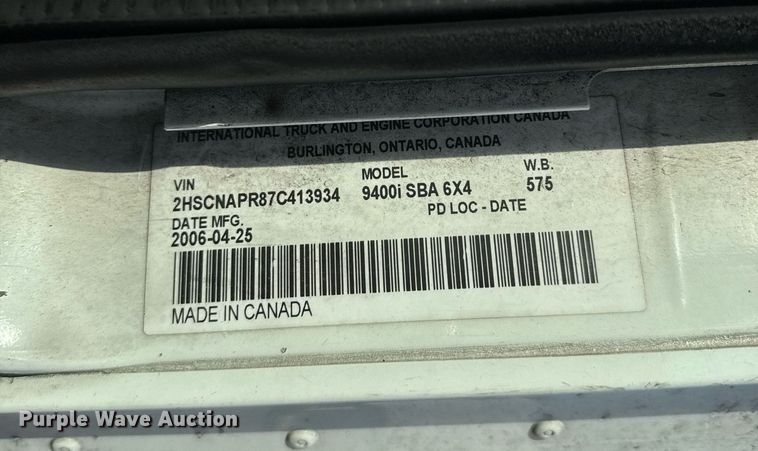 INTERNATIONAL TRUCK AND ENGINE CORPORATION CANADA
BURLINGTON, ONTARIO, CANADA
VIN MODEL W.B.
2HSCNAPR87C413934 9400i SBA 6X4 575
DATE MFG. PD LOC - DATE
2006-04-25
MADE IN CANADA
Purple Wave Auction